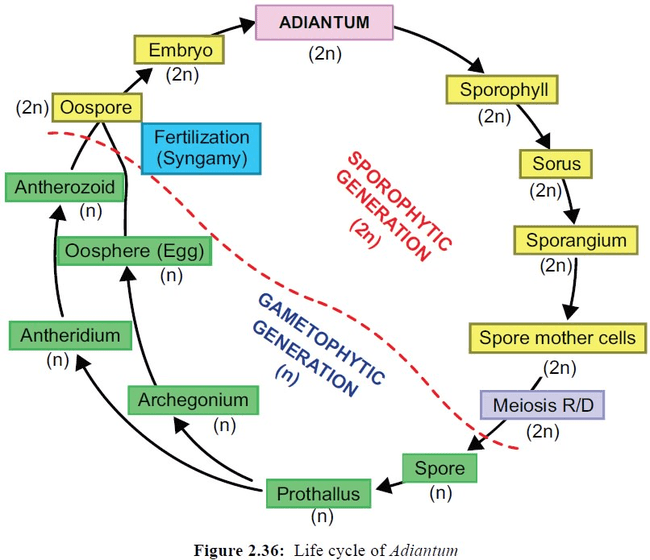 ADIANTUM
(2n)
Embryo
(2n)
Sporophyll
(2n)
(2n) Oospore
Fertilization
(Syngamy)
Sorus
(2n)
SPOROPHYTIC
GENERATION
(2n)
Antherozoid
(n)
Sporangium
(2n)
Oosphere (Egg)
(n)
GAMETOPHYTIC
GENERATION
(n)
Antheridium
(n)
Spore mother cells
(2n)
Archegonium
(n)
Meiosis R/D
(2n)
Spore
(n)
Prothallus
(n)
Figure 2.36: Life cycle of Adiantum